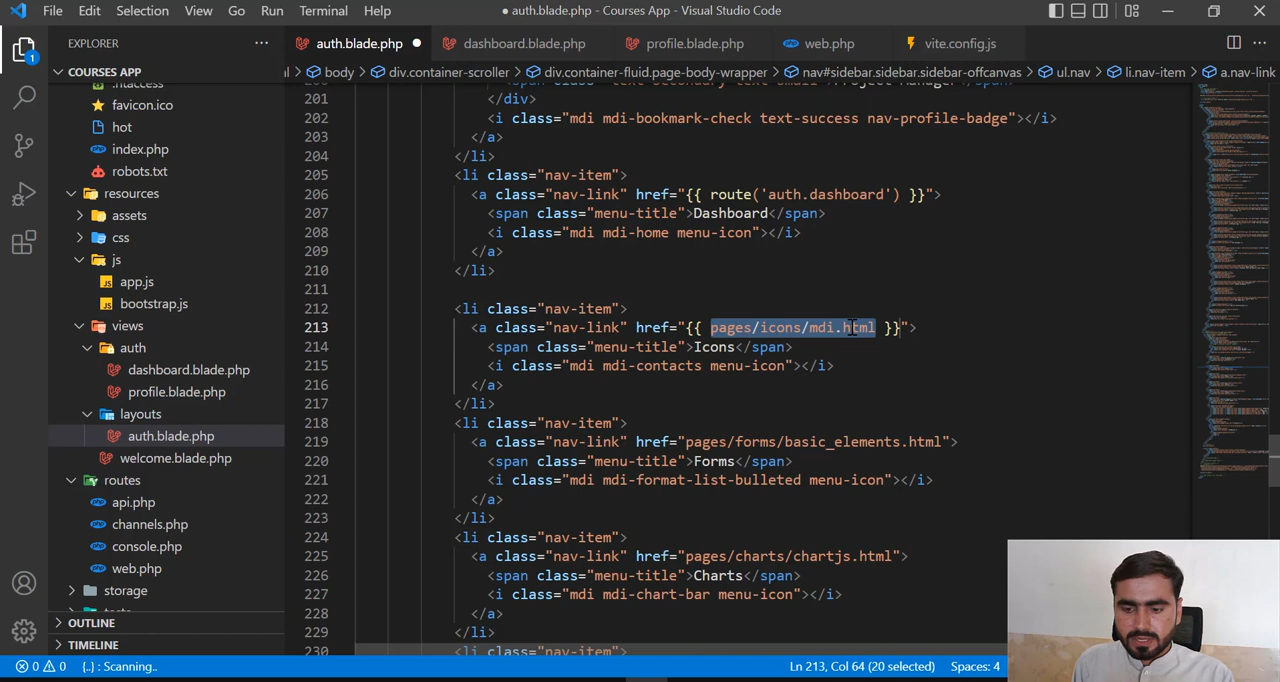 File Edit Selection View Go Run Terminal Help
● auth.blade.php - Courses App - Visual Studio Code
EXPLORER
auth.blade.php
dashboard.blade.php
profile.blade.php
web.php
vite.config.js
COURSES APP
body > div.container-scroller > div.container-fluid.page-body-wrapper > nav#sidebar.sidebar.sidebar-offcanvas > ul.nav > li.nav-item > a.nav-link
.htaccess
favicon.ico
hot
index.php
robots.txt
resources
assets
css
js
app.js
bootstrap.js
views
auth
dashboard.blade.php
profile.blade.php
layouts
auth.blade.php
welcome.blade.php
routes
api.php
channels.php
console.php
web.php
storage
OUTLINE
TIMELINE
201 </div>
202 <i class="mdi mdi-bookmark-check text-success nav-profile-badge"></i>
203 </a>
204 </li>
205 <li class="nav-item">
206 <a class="nav-link" href="{{ route('auth.dashboard') }}">
207 <span class="menu-title">Dashboard</span>
208 <i class="mdi mdi-home menu-icon"></i>
209 </a>
210 </li>
211
212 <li class="nav-item">
213 <a class="nav-link" href="{{ pages/icons/mdi.html }}">
214 <span class="menu-title">Icons</span>
215 <i class="mdi mdi-contacts menu-icon"></i>
216 </a>
217 </li>
218 <li class="nav-item">
219 <a class="nav-link" href="pages/forms/basic_elements.html">
220 <span class="menu-title">Forms</span>
221 <i class="mdi mdi-format-list-bulleted menu-icon"></i>
222 </a>
223 </li>
224 <li class="nav-item">
225 <a class="nav-link" href="pages/charts/chartjs.html">
226 <span class="menu-title">Charts</span>
227 <i class="mdi mdi-chart-bar menu-icon"></i>
228 </a>
229 </li>
230 <li class="nav-item">
1
0 0 {..} : Scanning..
Ln 213, Col 64 (20 selected) Spaces: 4